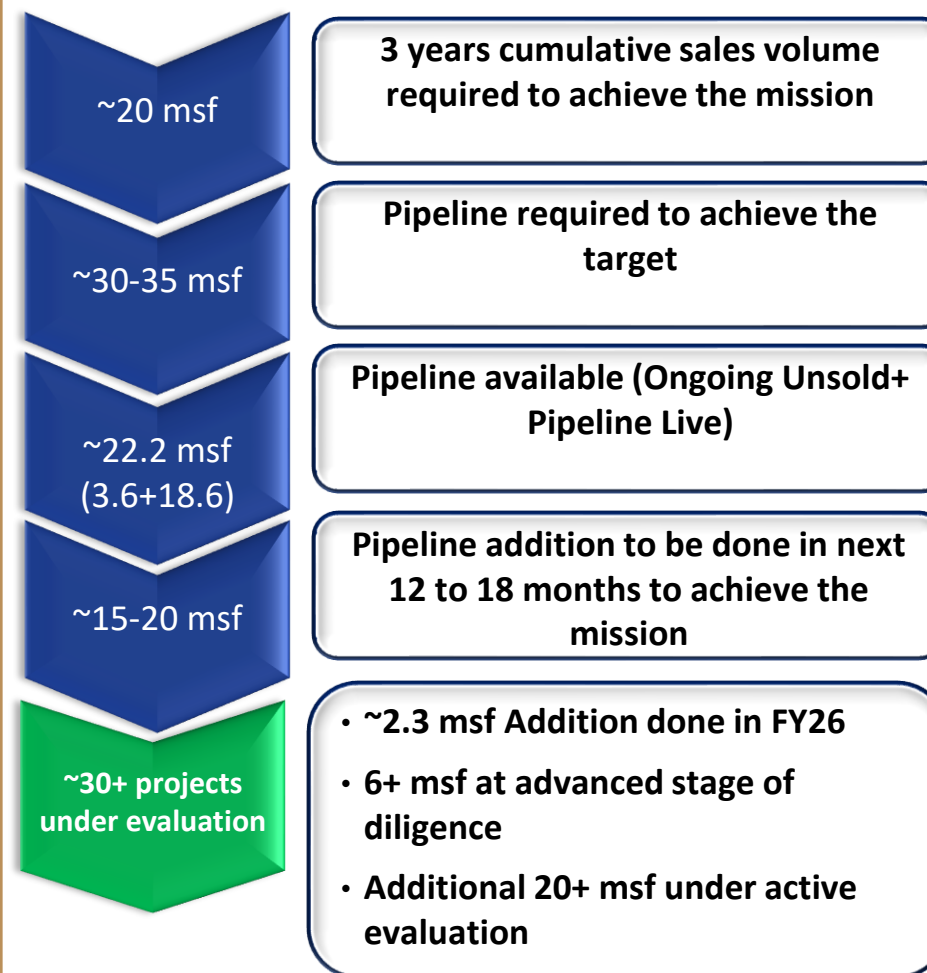 ~20 msf
3 years cumulative sales volume
required to achieve the mission
~30-35 msf
Pipeline required to achieve the
target
~22.2 msf
(3.6+18.6)
Pipeline available (Ongoing Unsold+
Pipeline Live)
~15-20 msf
Pipeline addition to be done in next
12 to 18 months to achieve the
mission
~30+ projects
under evaluation
· ~2.3 msf Addition done in FY26
· 6+ msf at advanced stage of
diligence
· Additional 20+ msf under active
evaluation